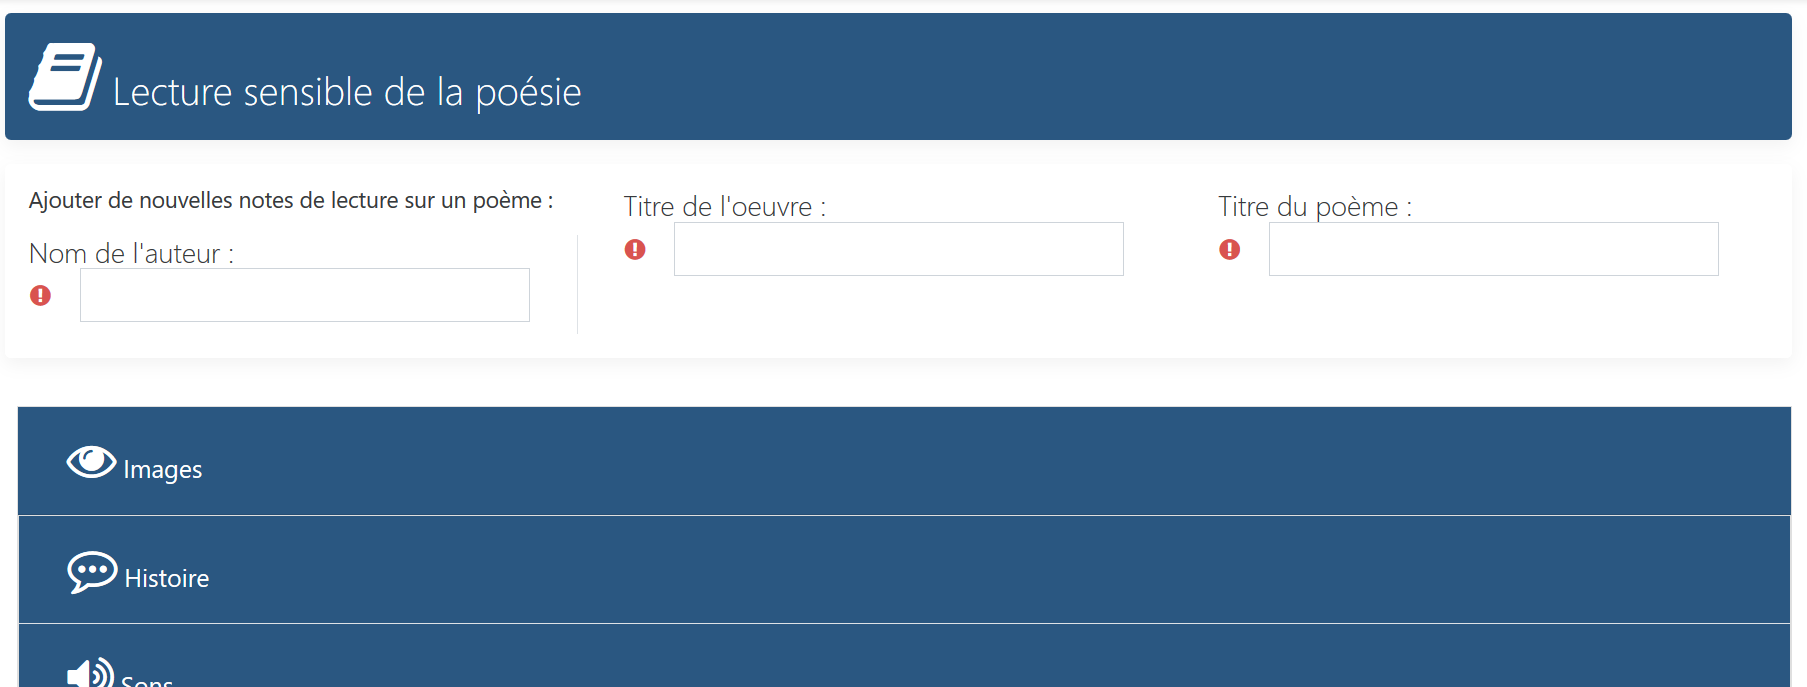 Lecture sensible de la poésie
Ajouter de nouvelles notes de lecture sur un poème :
Nom de l'auteur :
Titre de l'oeuvre :
Titre du poème :
Images
Histoire
Sons